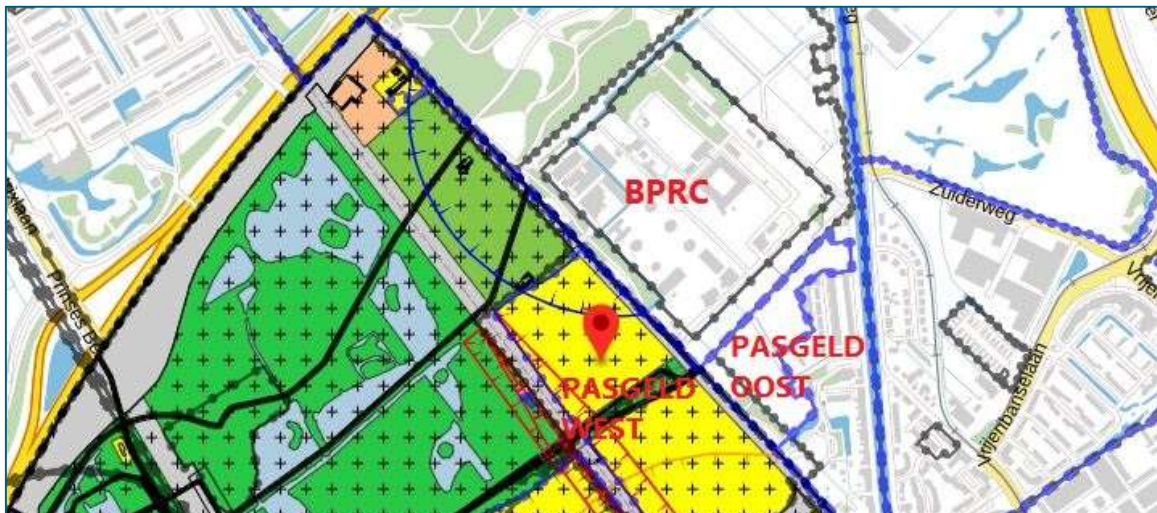 BPRC
Zuiderweg
PASGELD
OOST
PASGELD
WEST
Vrijenbanselaan